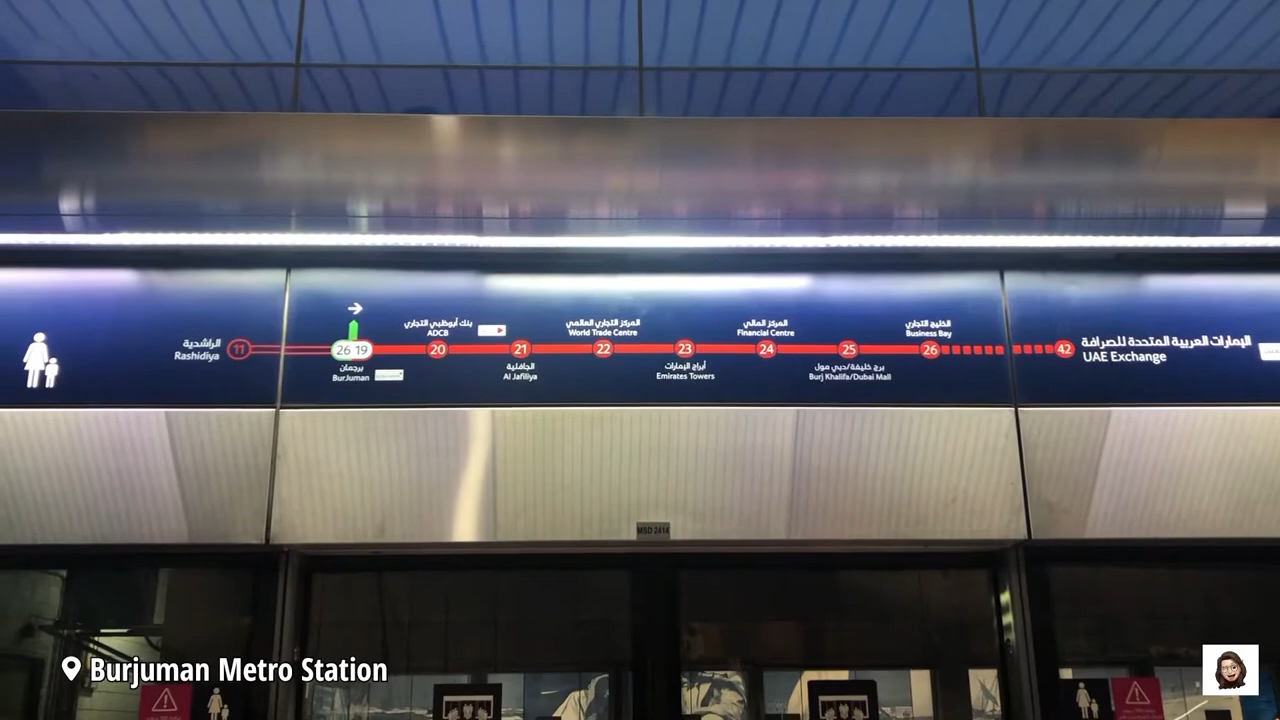 الراشدية
Rashidiya
11
26 19
برجمان
BurJuman
بنك أبوظبي التجاري
ADCB
20
21
الجافلية
Al Jafiliya
المركز التجاري العالمي
World Trade Centre
22
23
أبراج الإمارات
Emirates Towers
المركز المالي
Financial Centre
24
25
برج خليفة/دبي مول
Burj Khalifa/Dubai Mall
الخليج التجاري
Business Bay
26
42
الإمارات العربية المتحدة للصرافة
UAE Exchange
MSD 2414
Burjuman Metro Station